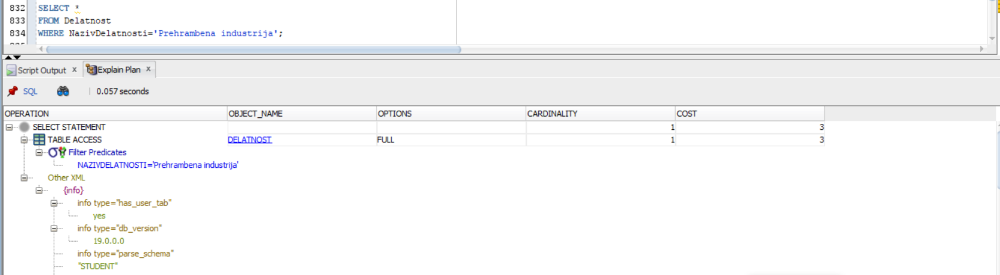 832 SELECT *
833 FROM Delatnost
834 WHERE NazivDelatnosti='Prehrambena industrija';
Script Output x Explain Plan x
SQL | 0.057 seconds
OPERATION OBJECT_NAME OPTIONS CARDINALITY COST
SELECT STATEMENT 1 3
TABLE ACCESS DELATNOST FULL 1 3
Filter Predicates
NAZIVDELATNOSTI='Prehrambena industrija'
Other XML
{info}
info type="has_user_tab"
yes
info type="db_version"
19.0.0.0
info type="parse_schema"
"STUDENT"